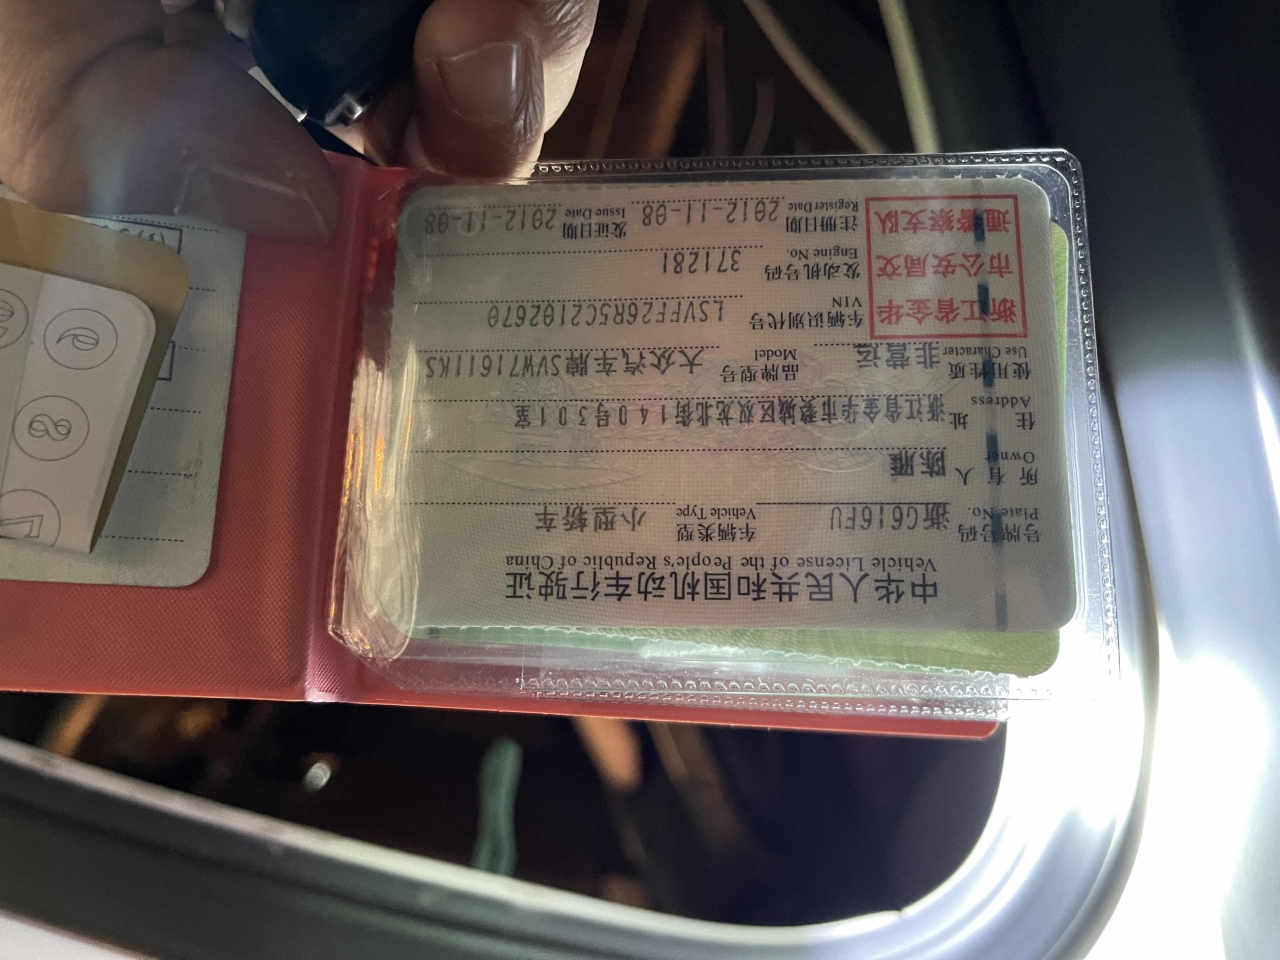 中华人民共和国机动车行驶证
Vehicle License of the People's Republic of China
号牌号码 浙G616FU 车辆类型 小型轿车
Plate No. Vehicle Type
所有人 陈雁
Owner
住址 浙江省金华市婺城区双龙北街140号301室
Address
使用性质 非营运 品牌型号 大众汽车牌SVW71611KS
Use Character Model
浙江省金华
市公安局交
通警察支队
车辆识别代号 LSVFF26R5C2102670
VIN
发动机号码 371281
Engine No.
注册日期 2012-11-08 发证日期 2012-11-08
Register Date Issue Date